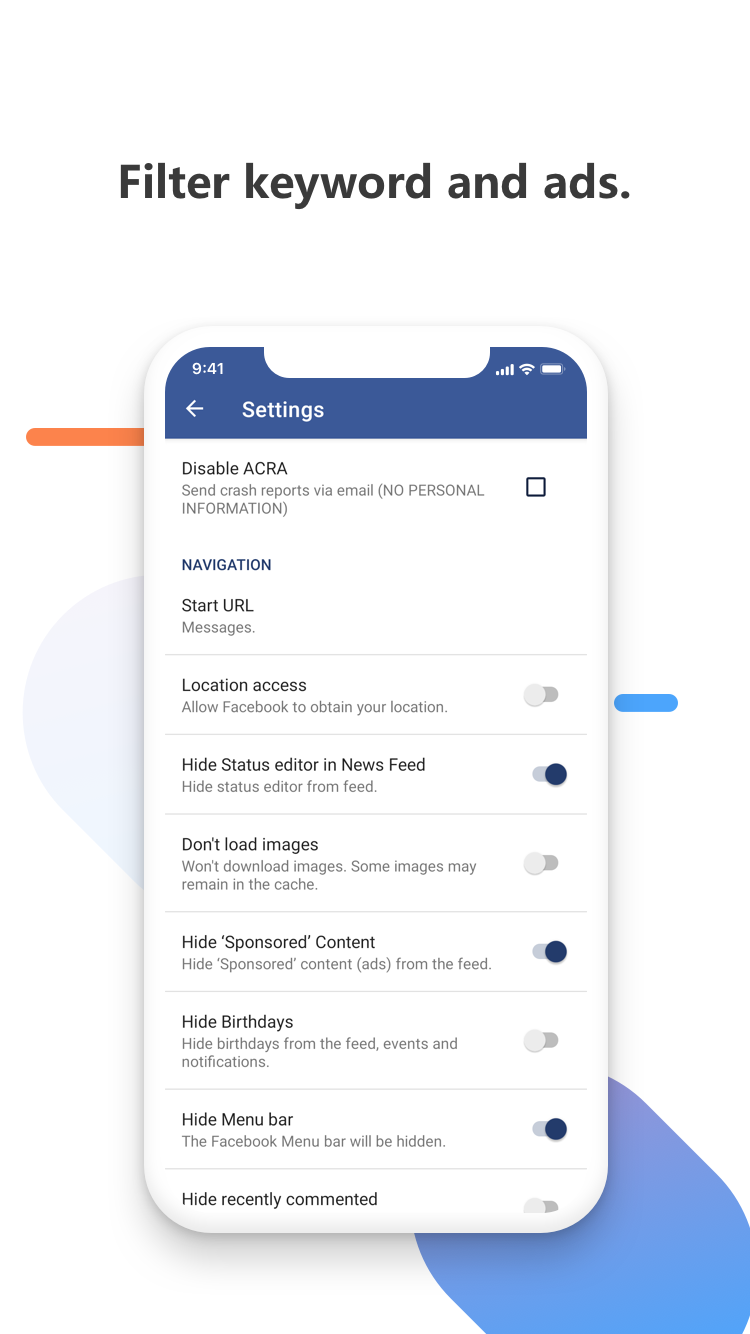 Filter keyword and ads.
9:41
Settings
Disable ACRA
Send crash reports via email (NO PERSONAL
INFORMATION)
NAVIGATION
Start URL
Messages.
Location access
Allow Facebook to obtain your location.
Hide Status editor in News Feed
Hide status editor from feed.
Don't load images
Won't download images. Some images may
remain in the cache.
Hide ‘Sponsored’ Content
Hide ‘Sponsored’ content (ads) from the feed.
Hide Birthdays
Hide birthdays from the feed, events and
notifications.
Hide Menu bar
The Facebook Menu bar will be hidden.
Hide recently commented